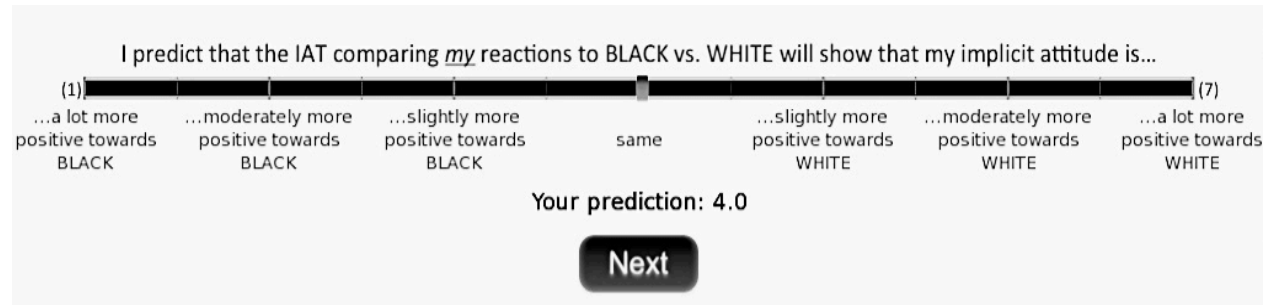 I predict that the IAT comparing my reactions to BLACK vs. WHITE will show that my implicit attitude is...
(1) (7)
...a lot more ...moderately more ...slightly more ...slightly more ...moderately more ...a lot more
positive towards positive towards positive towards same positive towards positive towards positive towards
BLACK BLACK BLACK WHITE WHITE WHITE
Your prediction: 4.0
Next